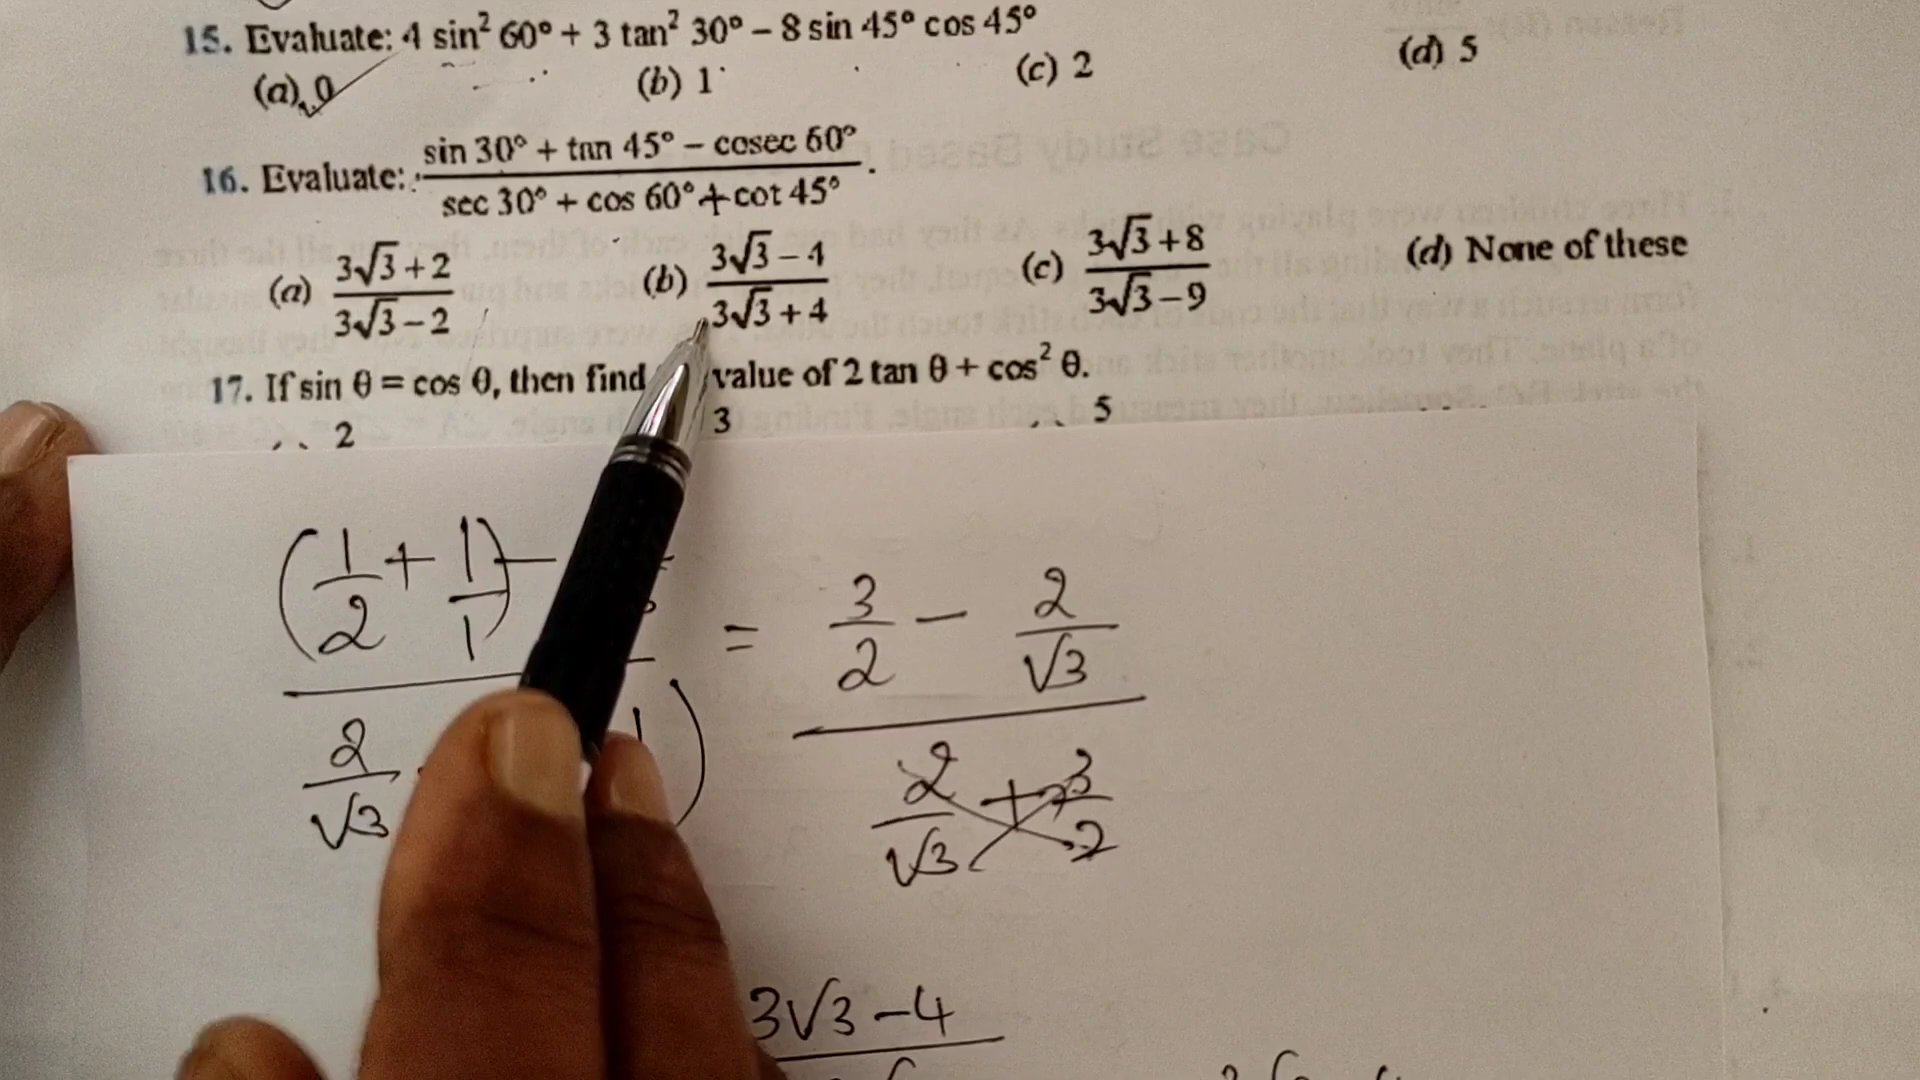 15. Evaluate: 4 sin² 60° + 3 tan² 30° – 8 sin 45° cos 45°
(a) 0 (b) 1 (c) 2 (d) 5
16. Evaluate: sin 30° + tan 45° – cosec 60°
sec 30° + cos 60° + cot 45° .
(a) 3√3 + 2 / 3√3 – 2 (b) 3√3 – 4 / 3√3 + 4 (c) 3√3 + 8 / 3√3 – 9 (d) None of these
17. If sin θ = cos θ, then find value of 2 tan θ + cos² θ.
2 3 5
(1/2 + 1/1) – = 3/2 – 2/√3
2/√3 1 ) 2/√3 + 3/2
3√3 – 4